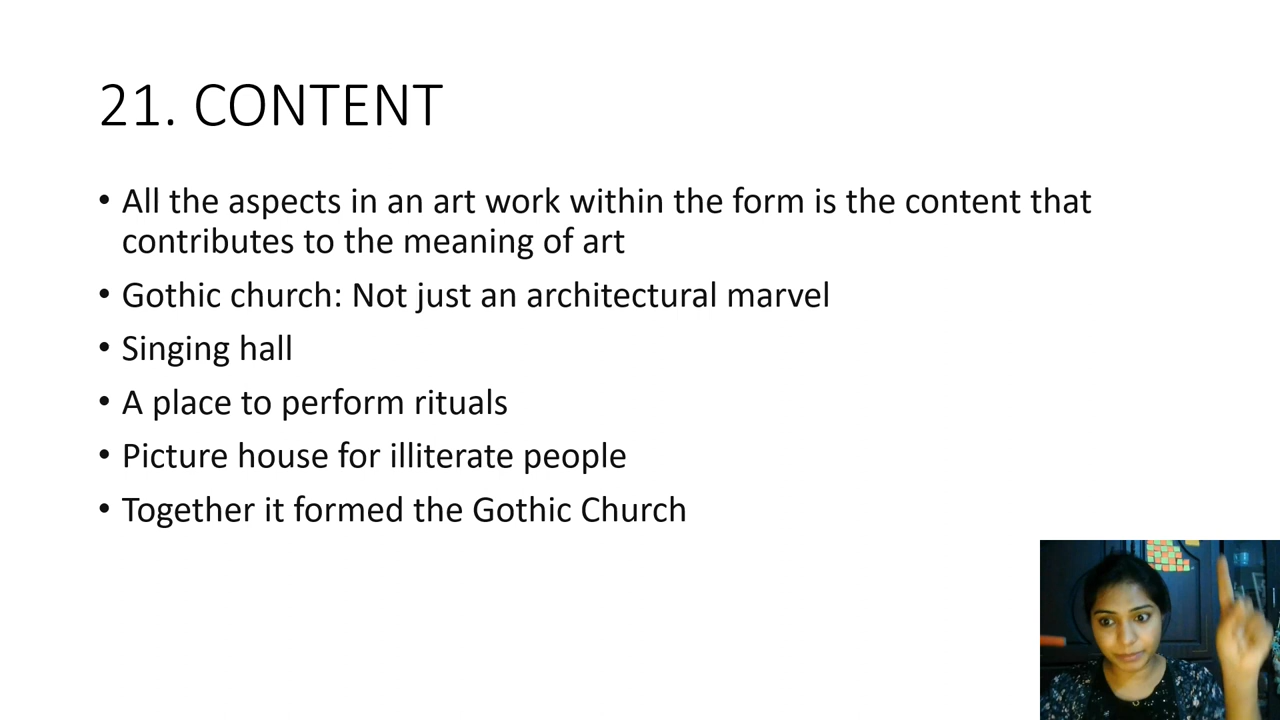 21. CONTENT
• All the aspects in an art work within the form is the content that
contributes to the meaning of art
• Gothic church: Not just an architectural marvel
• Singing hall
• A place to perform rituals
• Picture house for illiterate people
• Together it formed the Gothic Church